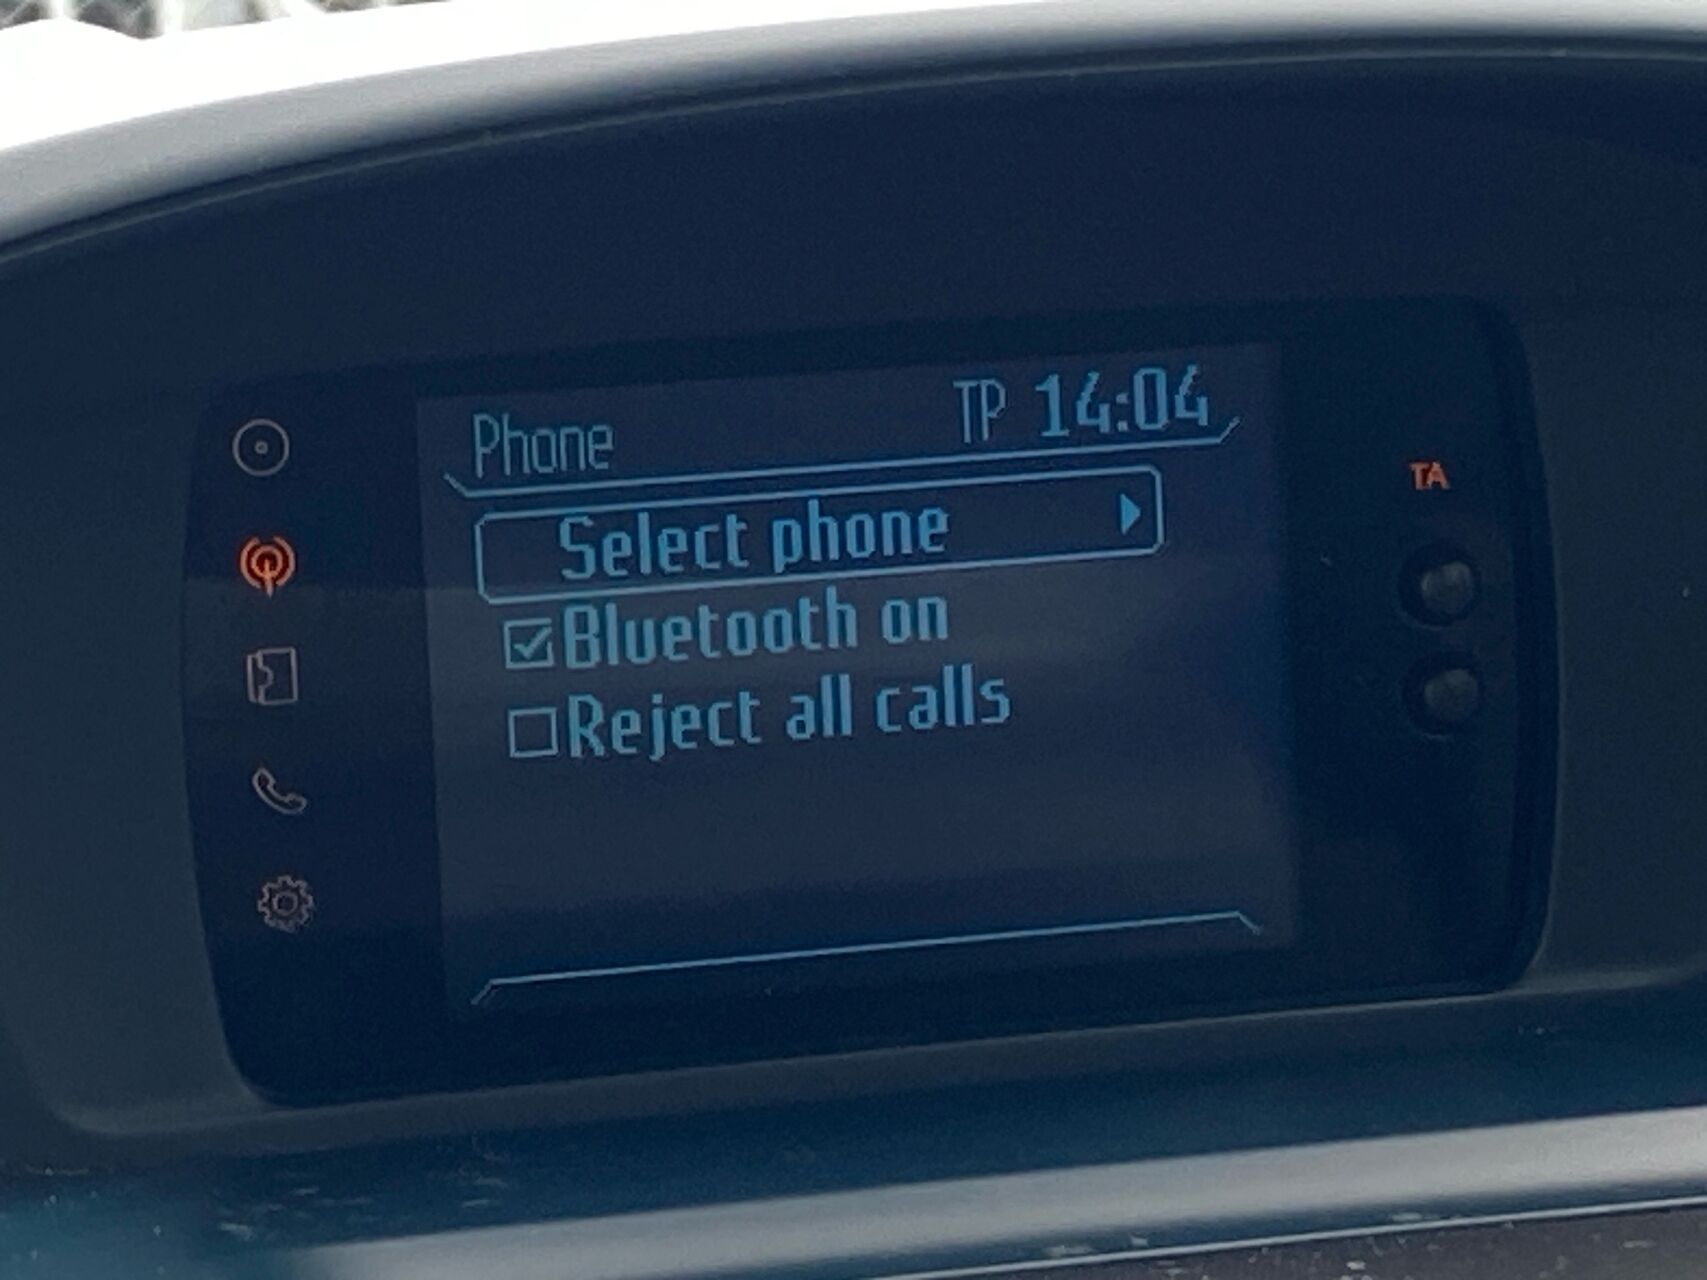 Phone TP 14:04
TA
Select phone
Bluetooth on
Reject all calls